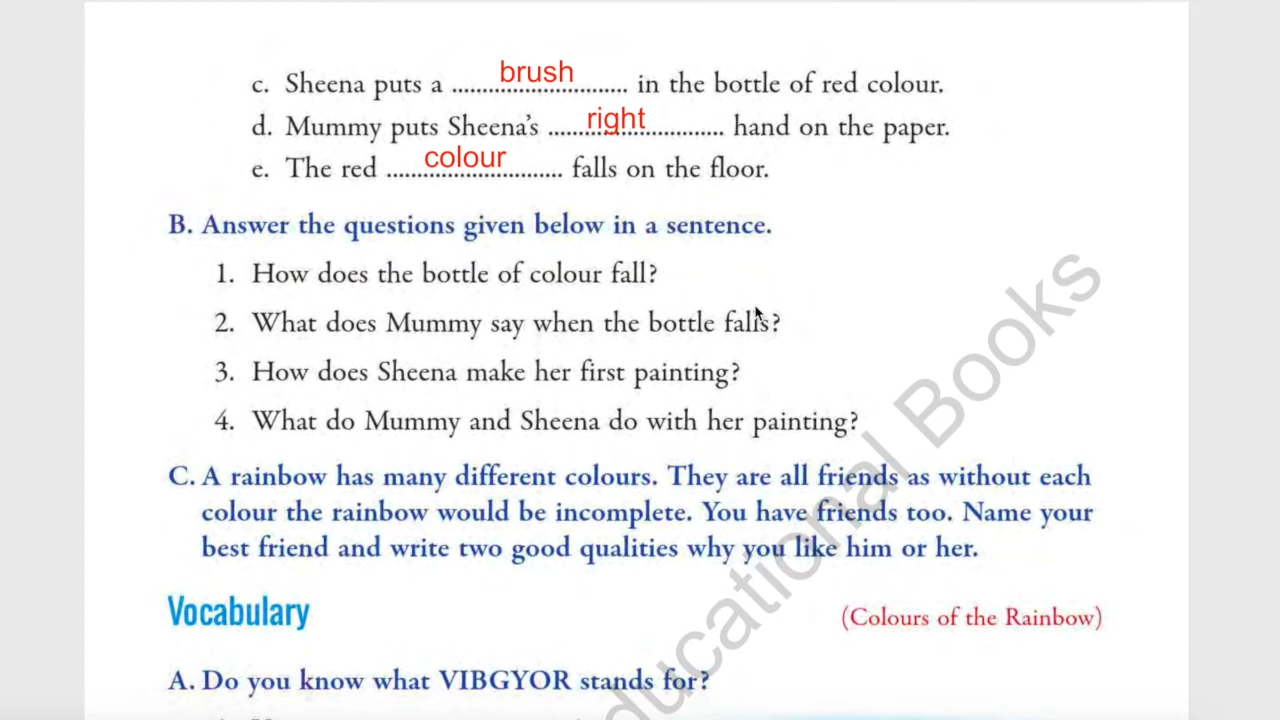 c. Sheena puts a .....brush..... in the bottle of red colour.
d. Mummy puts Sheena's .....right..... hand on the paper.
e. The red .....colour..... falls on the floor.
B. Answer the questions given below in a sentence.
1. How does the bottle of colour fall?
2. What does Mummy say when the bottle falls?
3. How does Sheena make her first painting?
4. What do Mummy and Sheena do with her painting?
C. A rainbow has many different colours. They are all friends as without each
colour the rainbow would be incomplete. You have friends too. Name your
best friend and write two good qualities why you like him or her.
Vocabulary
(Colours of the Rainbow)
A. Do you know what VIBGYOR stands for?
ducational Books